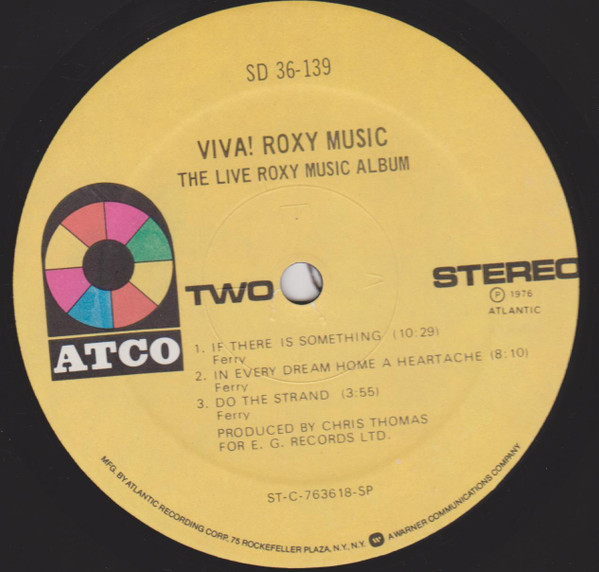 SD 36-139
VIVA! ROXY MUSIC
THE LIVE ROXY MUSIC ALBUM
ATCO
TWO
STEREO
Ⓟ 1976
ATLANTIC
1. IF THERE IS SOMETHING (10:29)
Ferry
2. IN EVERY DREAM HOME A HEARTACHE (8:10)
Ferry
3. DO THE STRAND (3:55)
Ferry
PRODUCED BY CHRIS THOMAS
FOR E. G. RECORDS LTD.
ST-C-763618-SP
MFG. BY ATLANTIC RECORDING CORP., 75 ROCKEFELLER PLAZA, N.Y., N.Y. W A WARNER COMMUNICATIONS COMPANY